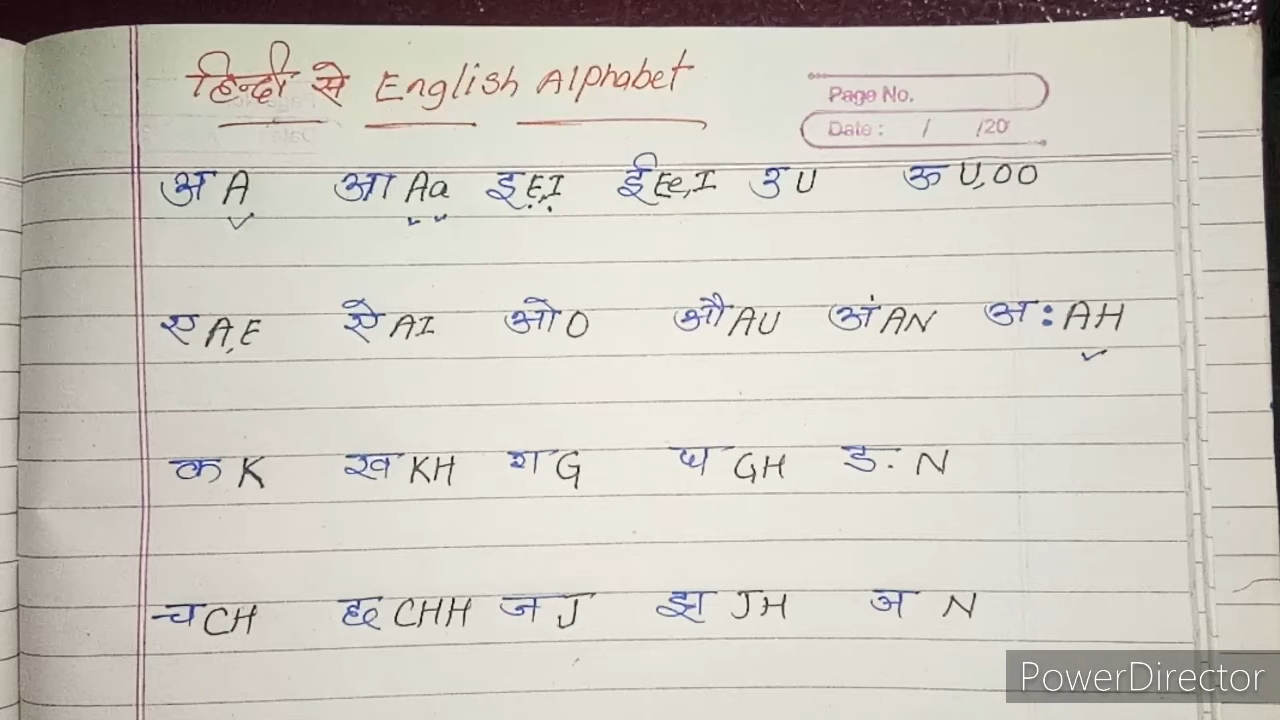 हिन्दी से English Alphabet
Page No.
Date : / /20
अ A आ Aa इ E,I ई Ee,I उ U ऊ U,OO
ए A,E ऐ AI ओ O औ AU अं AN अः AH
क K ख KH ग G घ GH ङ N
च CH छ CHH ज J झ JH ञ N
PowerDirector